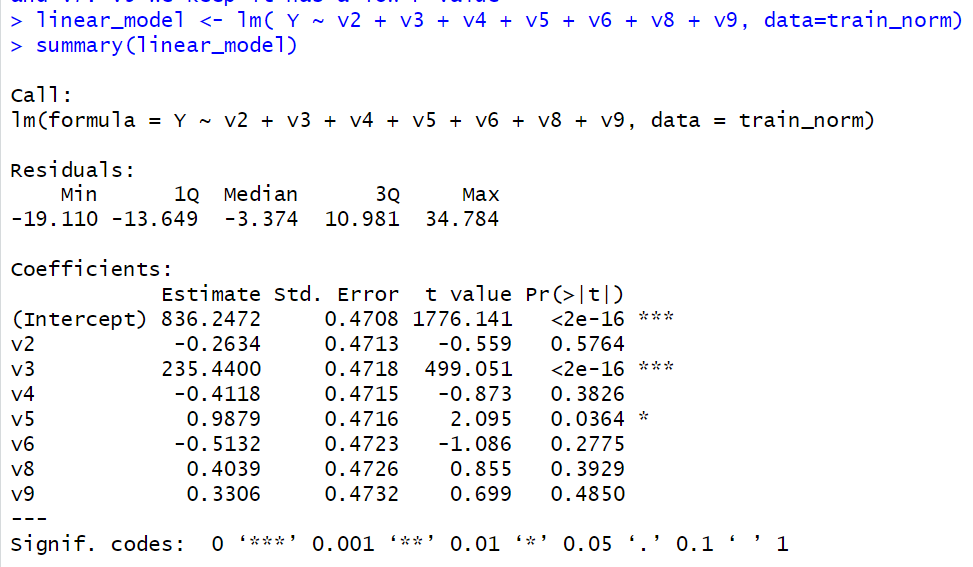 > linear_model <- lm( Y ~ v2 + v3 + v4 + v5 + v6 + v8 + v9, data=train_norm)
> summary(linear_model)
Call:
lm(formula = Y ~ v2 + v3 + v4 + v5 + v6 + v8 + v9, data = train_norm)
Residuals:
    Min      1Q  Median      3Q     Max
-19.110 -13.649  -3.374  10.981  34.784
Coefficients:
            Estimate Std. Error  t value Pr(>|t|)
(Intercept) 836.2472     0.4708 1776.141   <2e-16 ***
v2           -0.2634     0.4713   -0.559   0.5764
v3          235.4400     0.4718  499.051   <2e-16 ***
v4           -0.4118     0.4715   -0.873   0.3826
v5            0.9879     0.4716    2.095   0.0364 *
v6           -0.5132     0.4723   -1.086   0.2775
v8            0.4039     0.4726    0.855   0.3929
v9            0.3306     0.4732    0.699   0.4850
---
Signif. codes:  0 ‘***’ 0.001 ‘**’ 0.01 ‘*’ 0.05 ‘.’ 0.1 ‘ ’ 1